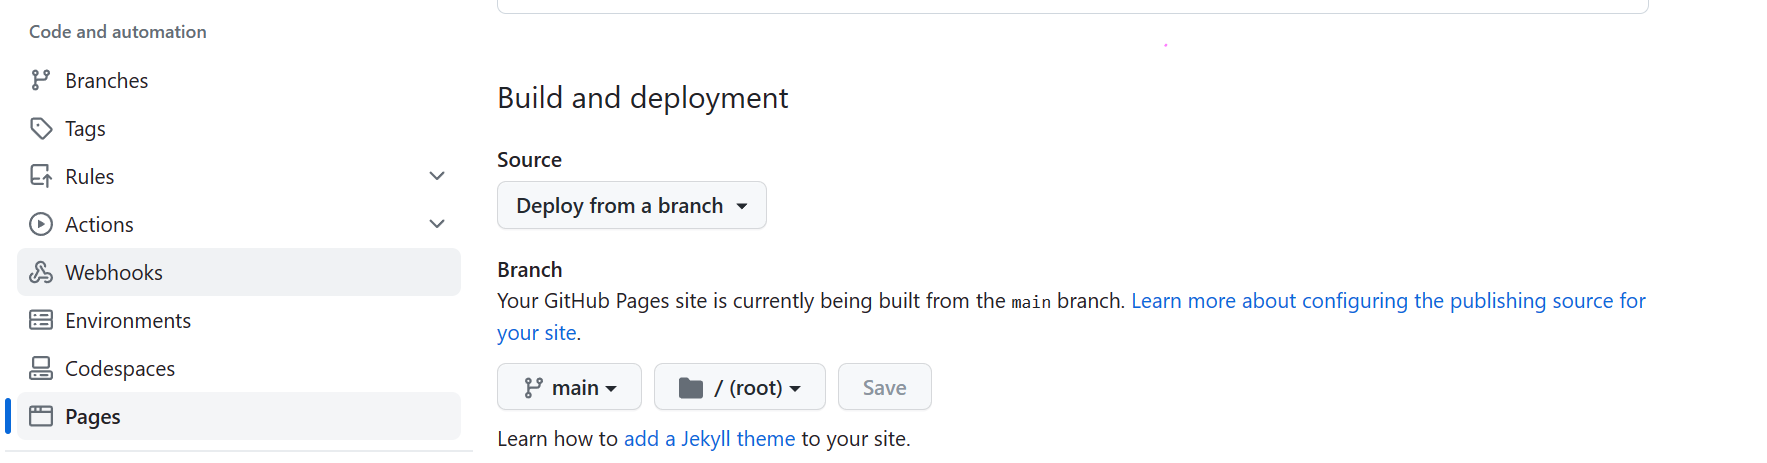 Code and automation
Branches
Tags
Rules
Actions
Webhooks
Environments
Codespaces
Pages
Build and deployment
Source
Deploy from a branch
Branch
Your GitHub Pages site is currently being built from the main branch. Learn more about configuring the publishing source for
your site.
main
/ (root)
Save
Learn how to add a Jekyll theme to your site.